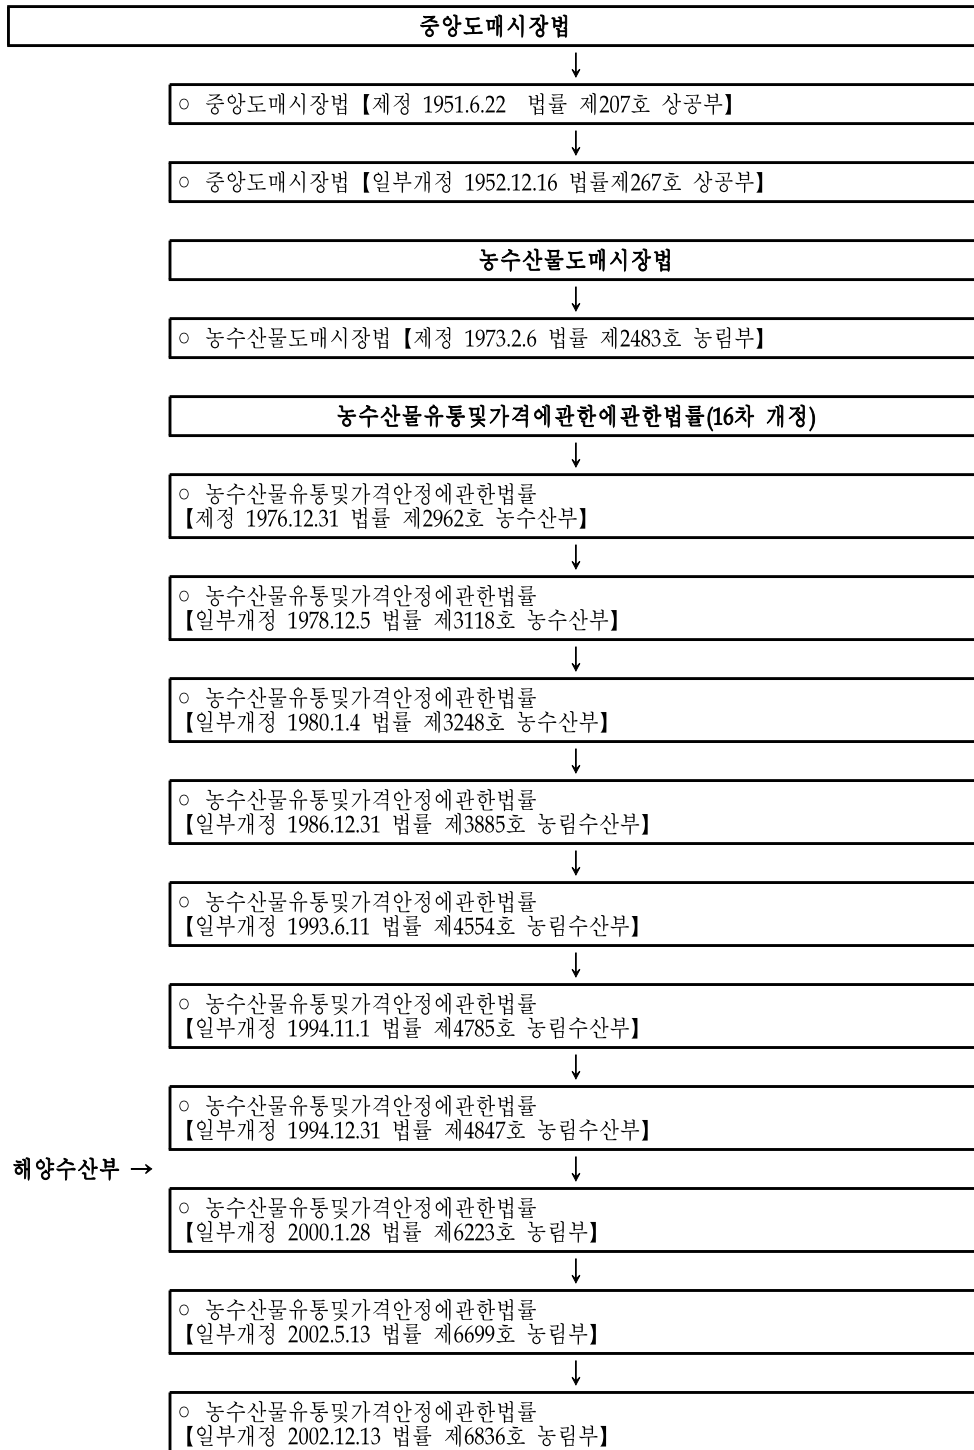 중앙도매시장법
↓
○ 중앙도매시장법【제정 1951.6.22 법률 제207호 상공부】
↓
○ 중앙도매시장법【일부개정 1952.12.16 법률제267호 상공부】
농수산물도매시장법
↓
○ 농수산물도매시장법【제정 1973.2.6 법률 제2483호 농림부】
농수산물유통및가격에관한에관한법률(16차 개정)
↓
○ 농수산물유통및가격안정에관한법률
【제정 1976.12.31 법률 제2962호 농수산부】
↓
○ 농수산물유통및가격안정에관한법률
【일부개정 1978.12.5 법률 제3118호 농수산부】
↓
○ 농수산물유통및가격안정에관한법률
【일부개정 1980.1.4 법률 제3248호 농수산부】
↓
○ 농수산물유통및가격안정에관한법률
【일부개정 1986.12.31 법률 제3885호 농림수산부】
↓
○ 농수산물유통및가격안정에관한법률
【일부개정 1993.6.11 법률 제4554호 농림수산부】
↓
○ 농수산물유통및가격안정에관한법률
【일부개정 1994.11.1 법률 제4785호 농림수산부】
↓
○ 농수산물유통및가격안정에관한법률
【일부개정 1994.12.31 법률 제4847호 농림수산부】
해양수산부 → ↓
○ 농수산물유통및가격안정에관한법률
【일부개정 2000.1.28 법률 제6223호 농림부】
↓
○ 농수산물유통및가격안정에관한법률
【일부개정 2002.5.13 법률 제6699호 농림부】
↓
○ 농수산물유통및가격안정에관한법률
【일부개정 2002.12.13 법률 제6836호 농림부】